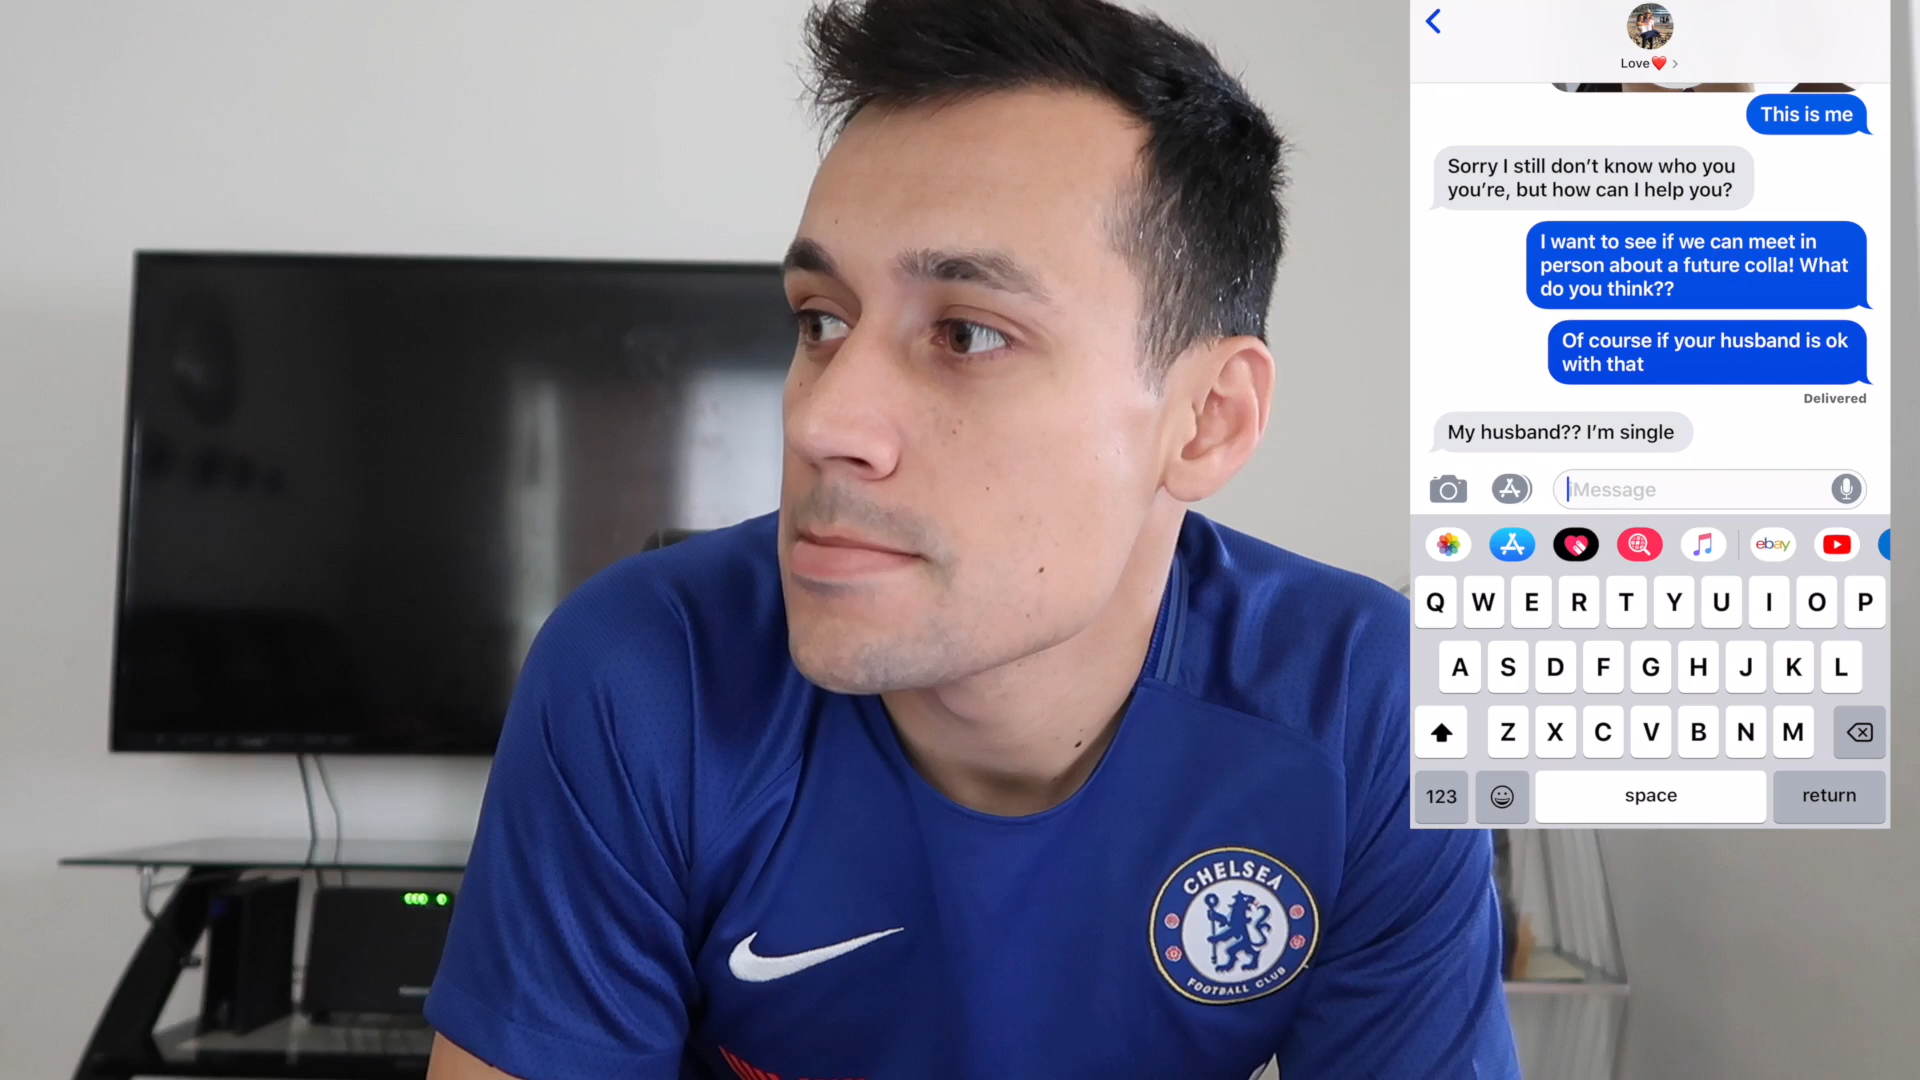 Love❤️ >
This is me
Sorry I still don’t know who you
you’re, but how can I help you?
I want to see if we can meet in
person about a future colla! What
do you think??
Of course if your husband is ok
with that
Delivered
My husband?? I’m single
iMessage
ebay
Q W E R T Y U I O P
A S D F G H J K L
Z X C V B N M
123 space return
CHELSEA
FOOTBALL CLUB